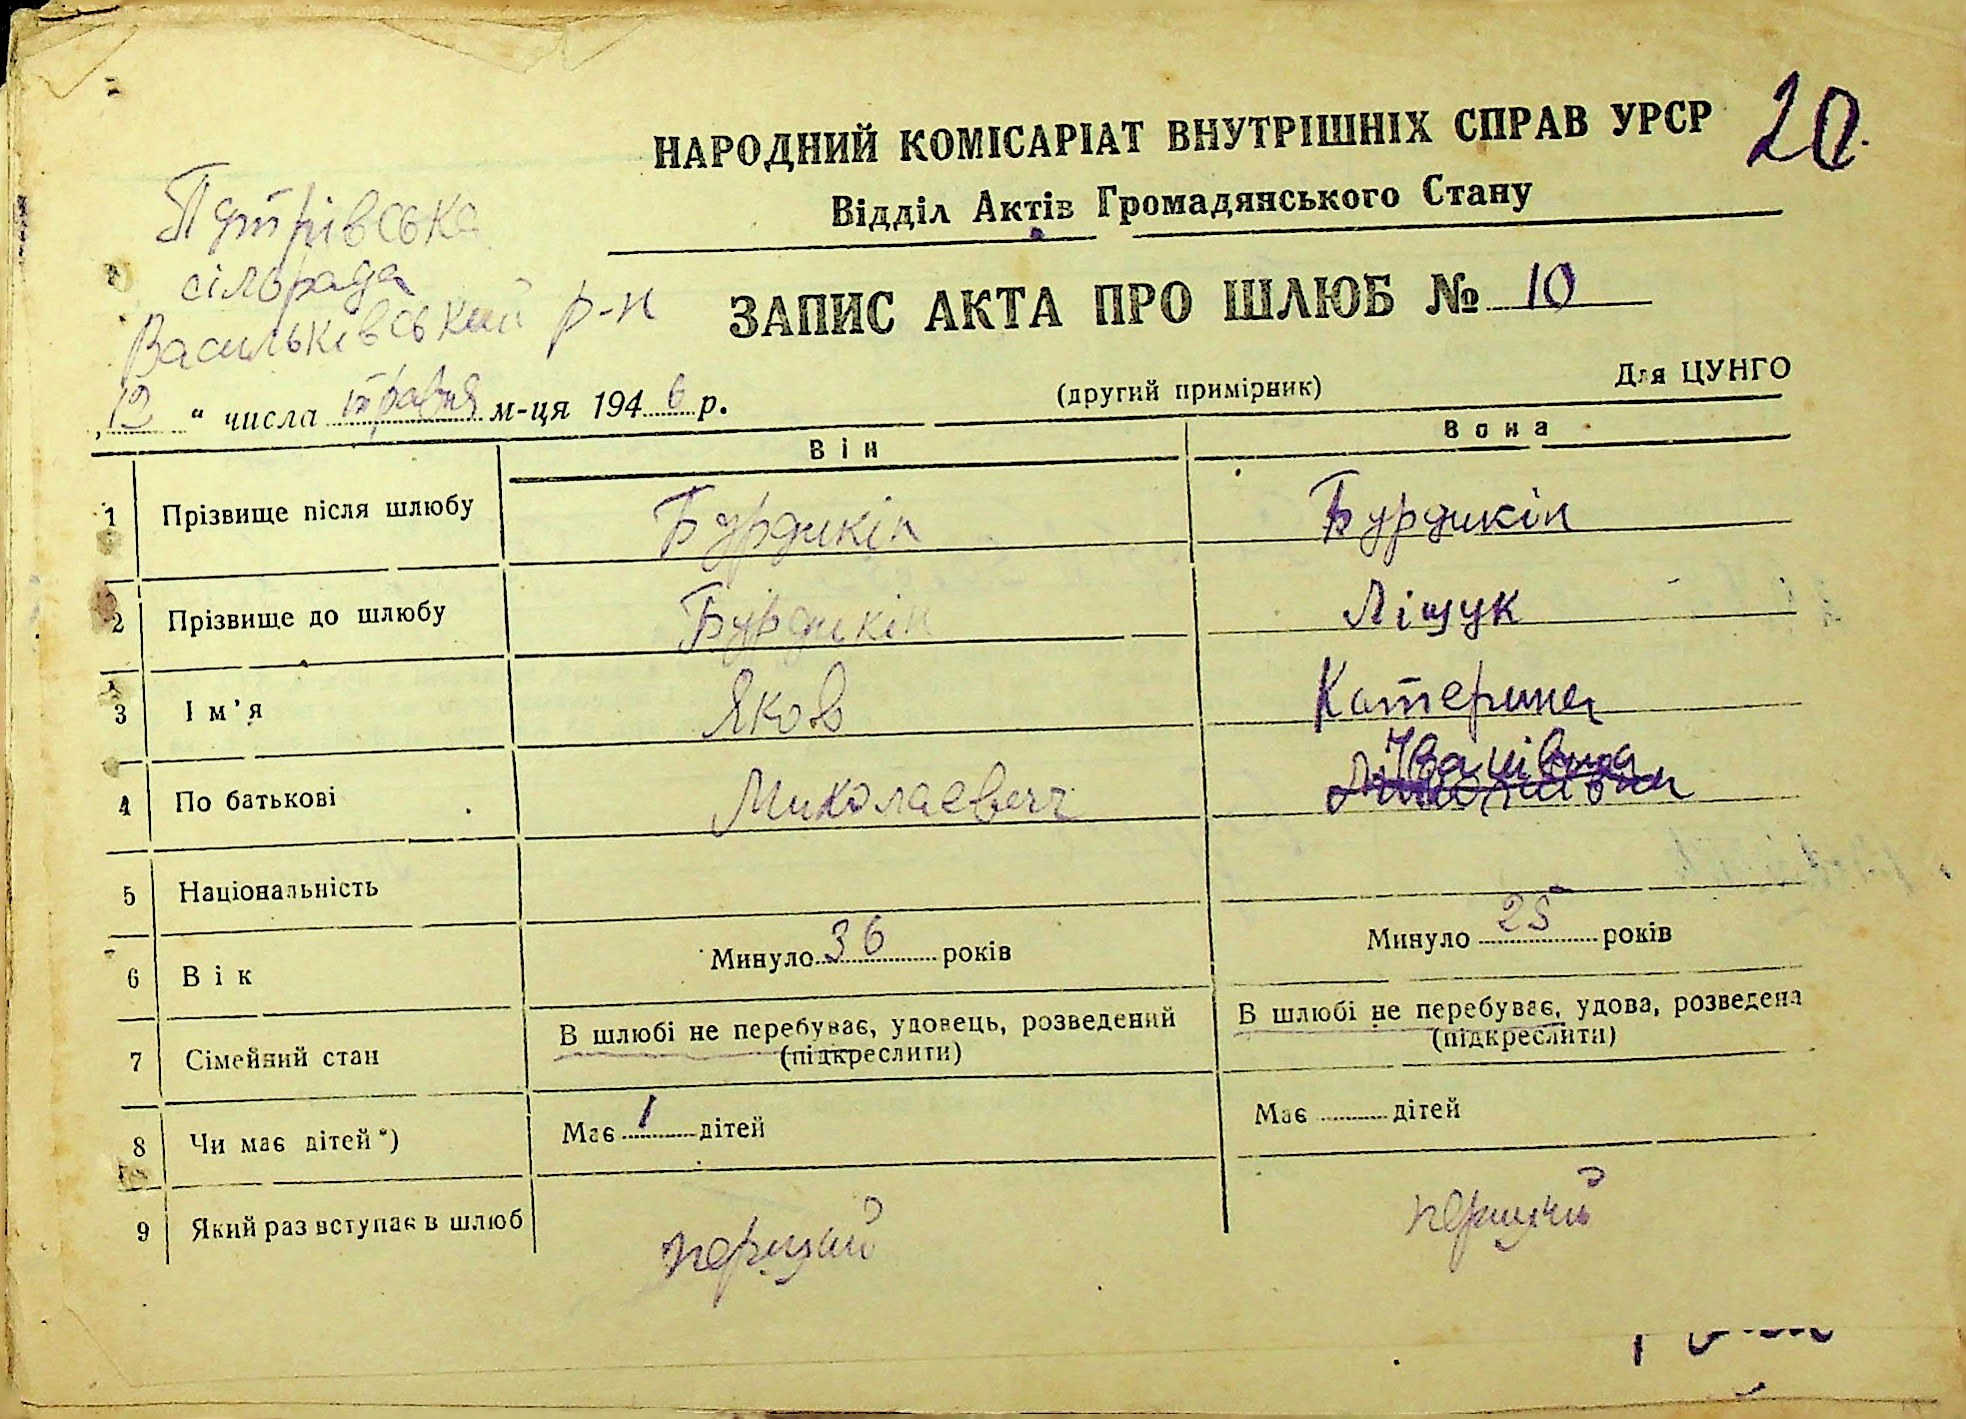 НАРОДНИЙ КОМІСАРІАТ ВНУТРІШНІХ СПРАВ УРСР 20.
Відділ Актів Громадянського Стану
Путрівська
сільрада
Васильківський р-н
ЗАПИС АКТА ПРО ШЛЮБ № 10
„12“ числа травня м-ця 1946 р.
(другий примірник)
Для ЦУНГО
Він Вона
1 Прізвище після шлюбу Бурдикін Бурдикін
2 Прізвище до шлюбу Бурдикін Ліщук
3 Ім'я Яков Катерина
4 По батькові Миколаевич Іванівна
5 Національність
6 Вік Минуло 36 років Минуло 25 років
7 Сімейний стан В шлюбі не перебуває, удовець, розведений (підкреслити) В шлюбі не перебуває, удова, розведена (підкреслити)
8 Чи має дітей*) Має 1 дітей Має дітей
9 Який раз вступає в шлюб перший перший